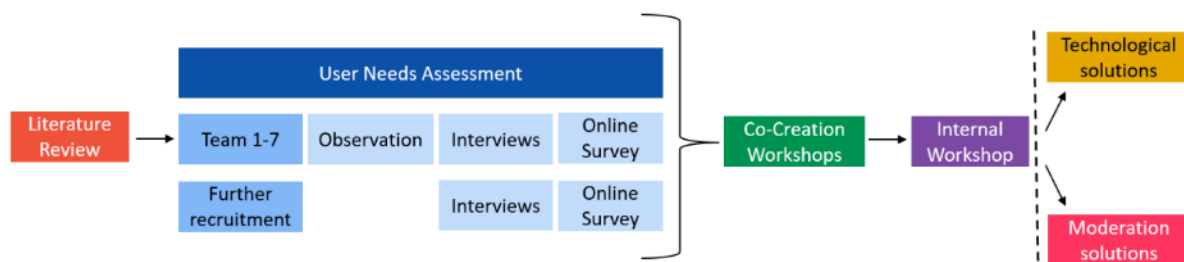 Literature
Review
User Needs Assessment
Team 1-7
Observation
Interviews
Online
Survey
Further
recruitment
Interviews
Online
Survey
Co-Creation
Workshops
Internal
Workshop
Technological
solutions
Moderation
solutions